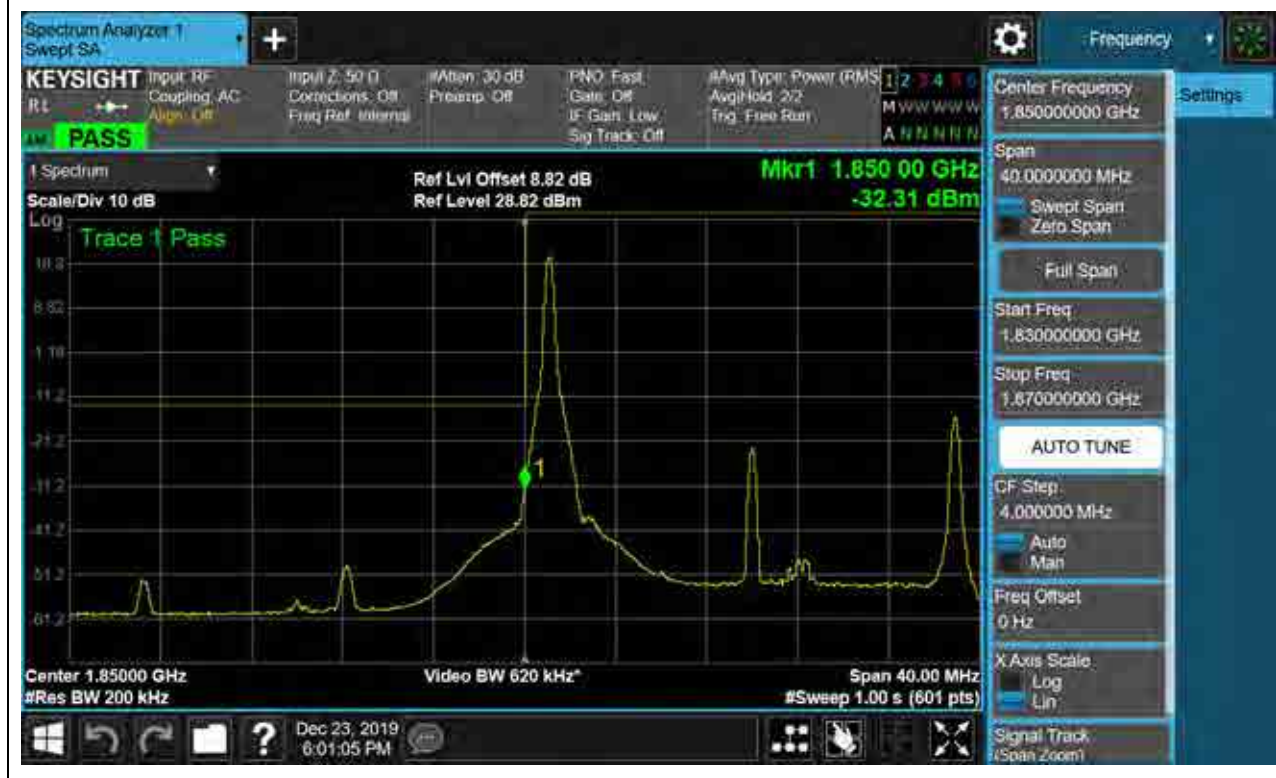 Spectrum Analyzer 1
Swept SA
+
Frequency
KEYSIGHT
Input: RF
Coupling: AC
Align: Off
Input Z: 50 Ω
Corrections: Off
Freq Ref: Internal
#Atten: 30 dB
Preamp: Off
PNO: Fast
Gate: Off
IF Gain: Low
Sig Track: Off
#Avg Type: Power (RMS
Avg|Hold: 2/2
Trig: Free Run
1 2 3 4 5 6
M W W W W W
A N N N N N
R L
PASS
Center Frequency
1.850000000 GHz
Settings
Span
40.0000000 MHz
Swept Span
Zero Span
Full Span
Start Freq
1.830000000 GHz
Stop Freq
1.870000000 GHz
AUTO TUNE
CF Step
4.000000 MHz
Auto
Man
Freq Offset
0 Hz
X Axis Scale
Log
Lin
Signal Track
(Span Zoom)
1 Spectrum
Scale/Div 10 dB
Ref Lvl Offset 8.82 dB
Ref Level 28.82 dBm
Mkr1 1.850 00 GHz
-32.31 dBm
Log
Trace 1 Pass
18.8
8.82
-1.18
-11.2
-21.2
-31.2
-41.2
-51.2
-61.2
1
Center 1.85000 GHz
#Res BW 200 kHz
Video BW 620 kHz*
Span 40.00 MHz
#Sweep 1.00 s (601 pts)
?
Dec 23, 2019
6:01:05 PM